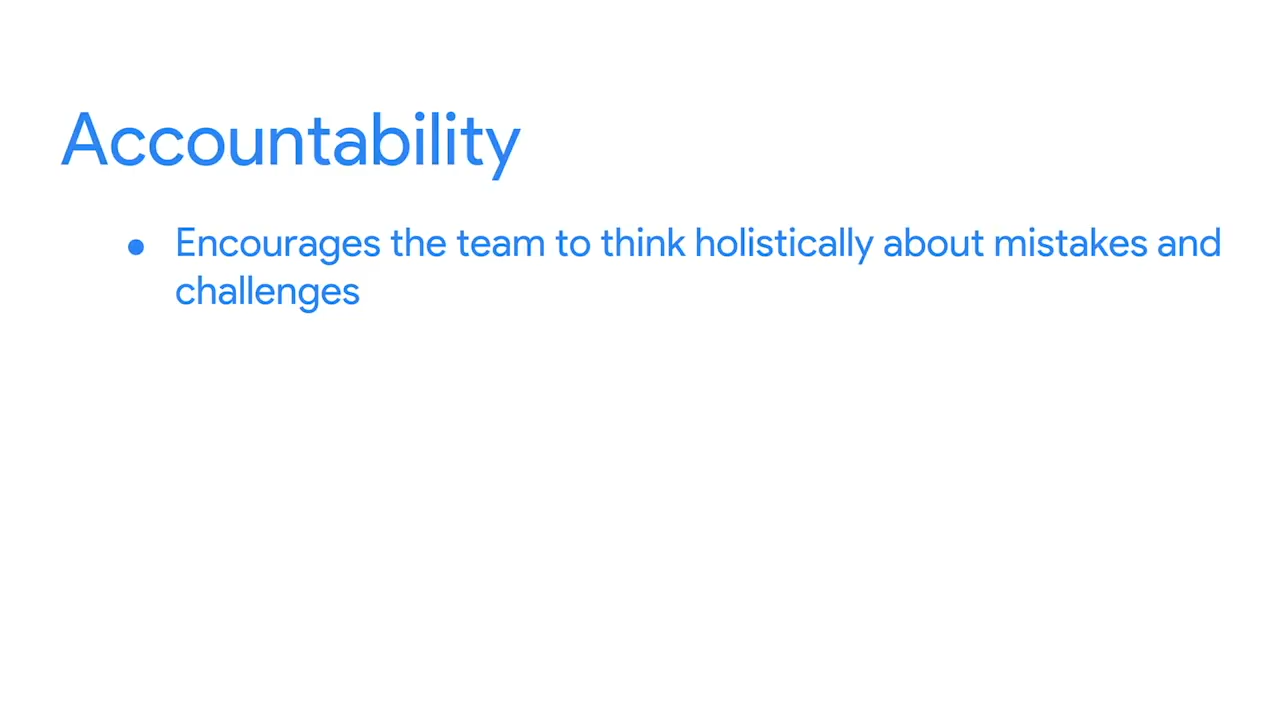 Accountability
• Encourages the team to think holistically about mistakes and
challenges